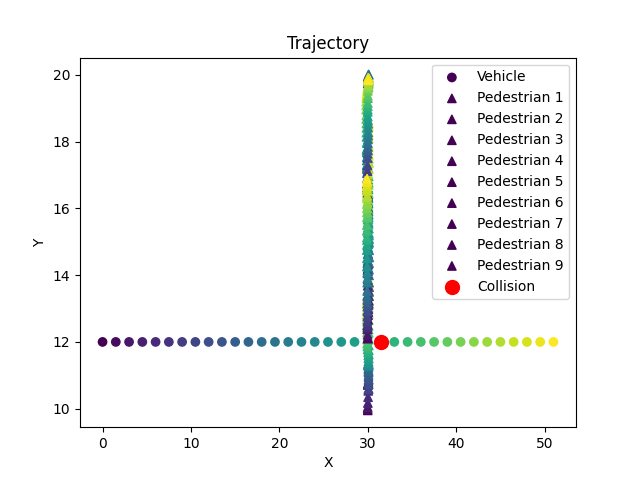 Trajectory
Vehicle
Pedestrian 1
Pedestrian 2
Pedestrian 3
Pedestrian 4
Pedestrian 5
Pedestrian 6
Pedestrian 7
Pedestrian 8
Pedestrian 9
Collision
20
18
16
14
12
10
Y
0 10 20 30 40 50
X